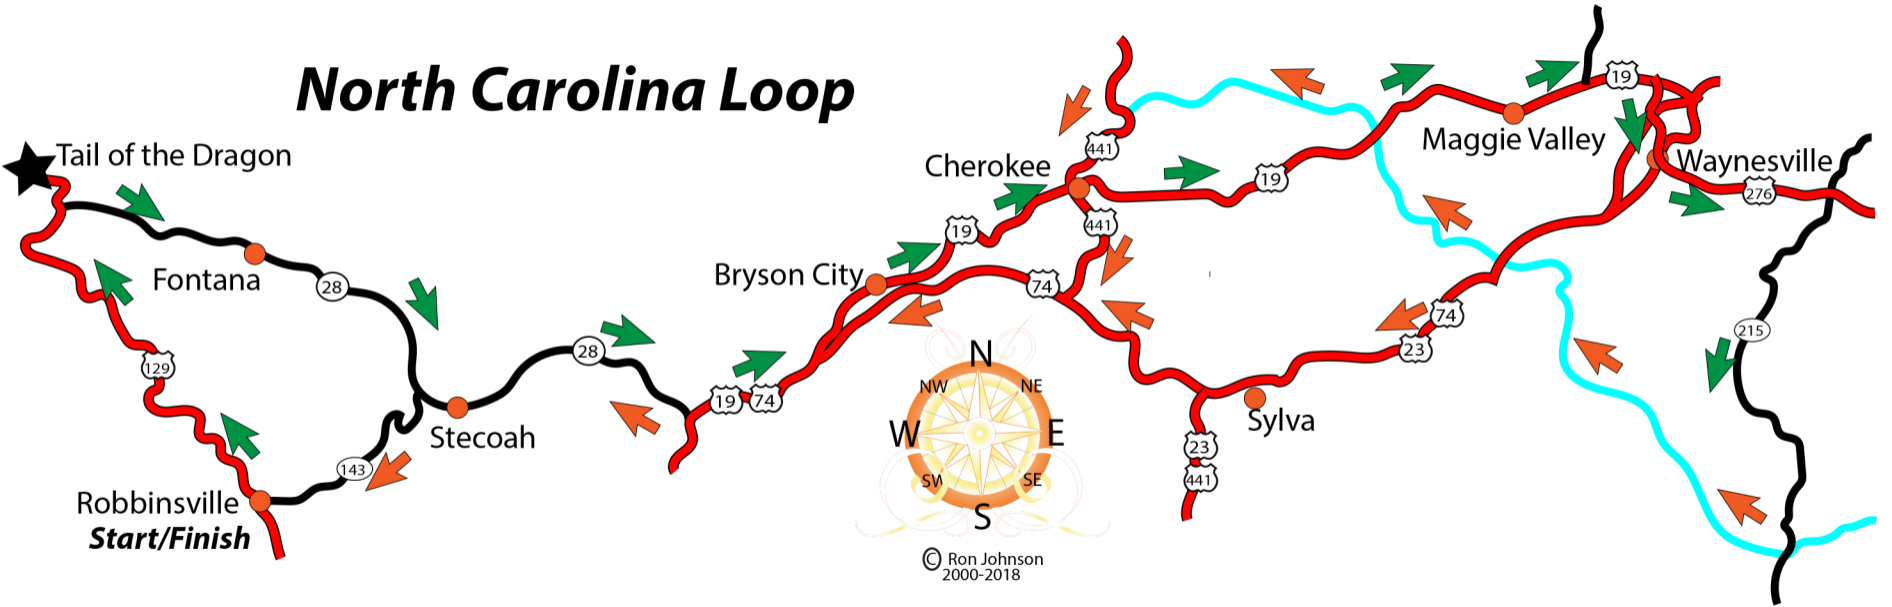 North Carolina Loop
Tail of the Dragon
Fontana
28
129
Robbinsville
Start/Finish
143
Stecoah
28
19
74
Bryson City
19
Cherokee
441
441
74
19
Maggie Valley
19
Waynesville
276
215
74
23
Sylva
23
441
N
NW
NE
W
E
SW
SE
S
© Ron Johnson
2000-2018